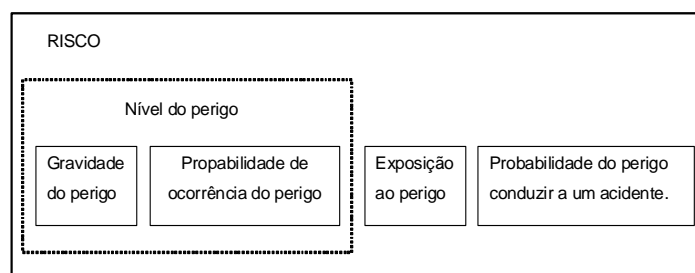 RISCO
Nível do perigo
Gravidade
do perigo
Propabilidade de
ocorrência do perigo
Exposição
ao perigo
Probabilidade do perigo
conduzir a um acidente.